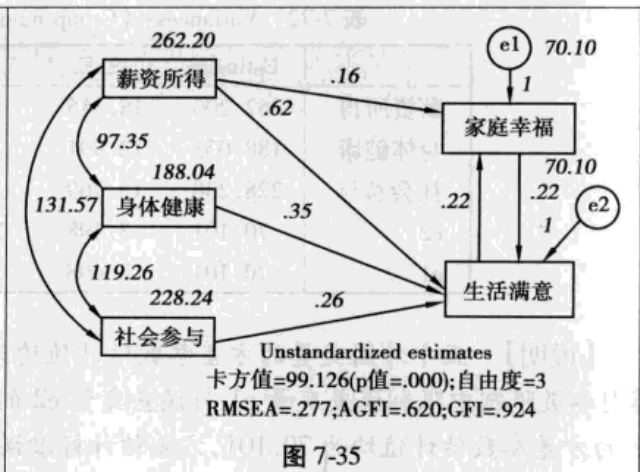 262.20
薪资所得
97.35
188.04
131.57
身体健康
119.26
228.24
社会参与
.16
.62
.35
.26
e1
70.10
1
家庭幸福
70.10
.22
.22
e2
1
生活满意
Unstandardized estimates
卡方值=99.126(p值=.000);自由度=3
RMSEA=.277;AGFI=.620;GFI=.924
图 7-35